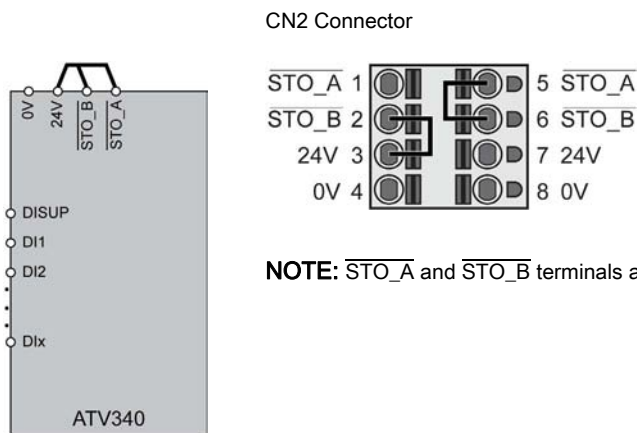 CN2 Connector
0V
24V
STO_B
STO_A
STO_A 1
5 STO_A
STO_B 2
6 STO_B
24V 3
7 24V
0V 4
8 0V
DISUP
DI1
DI2
DIx
NOTE: STO_A and STO_B terminals a
ATV340